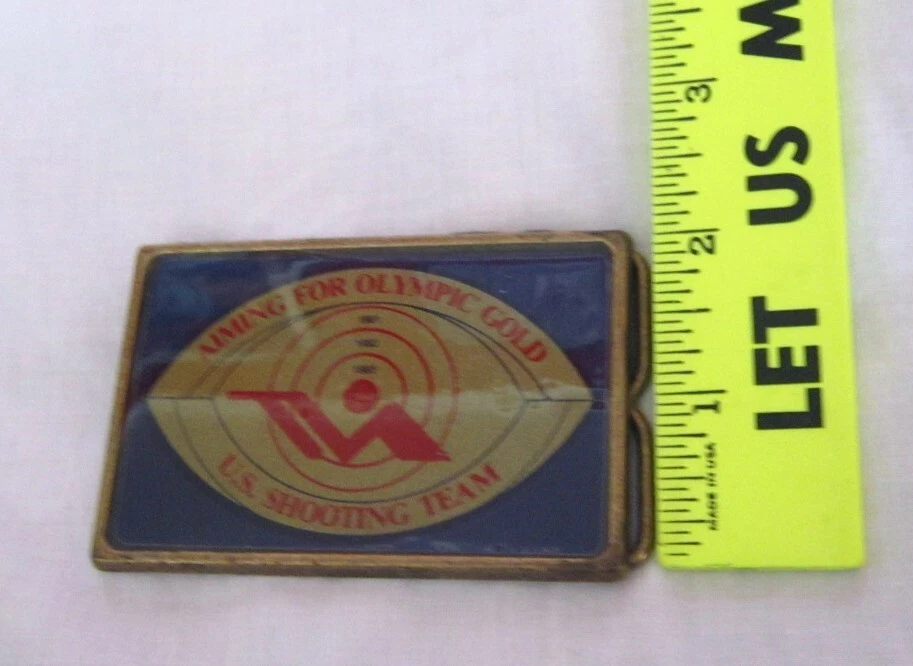 AIMING FOR OLYMPIC GOLD
U.S. SHOOTING TEAM
LET US M
MADE IN USA
1
2
3